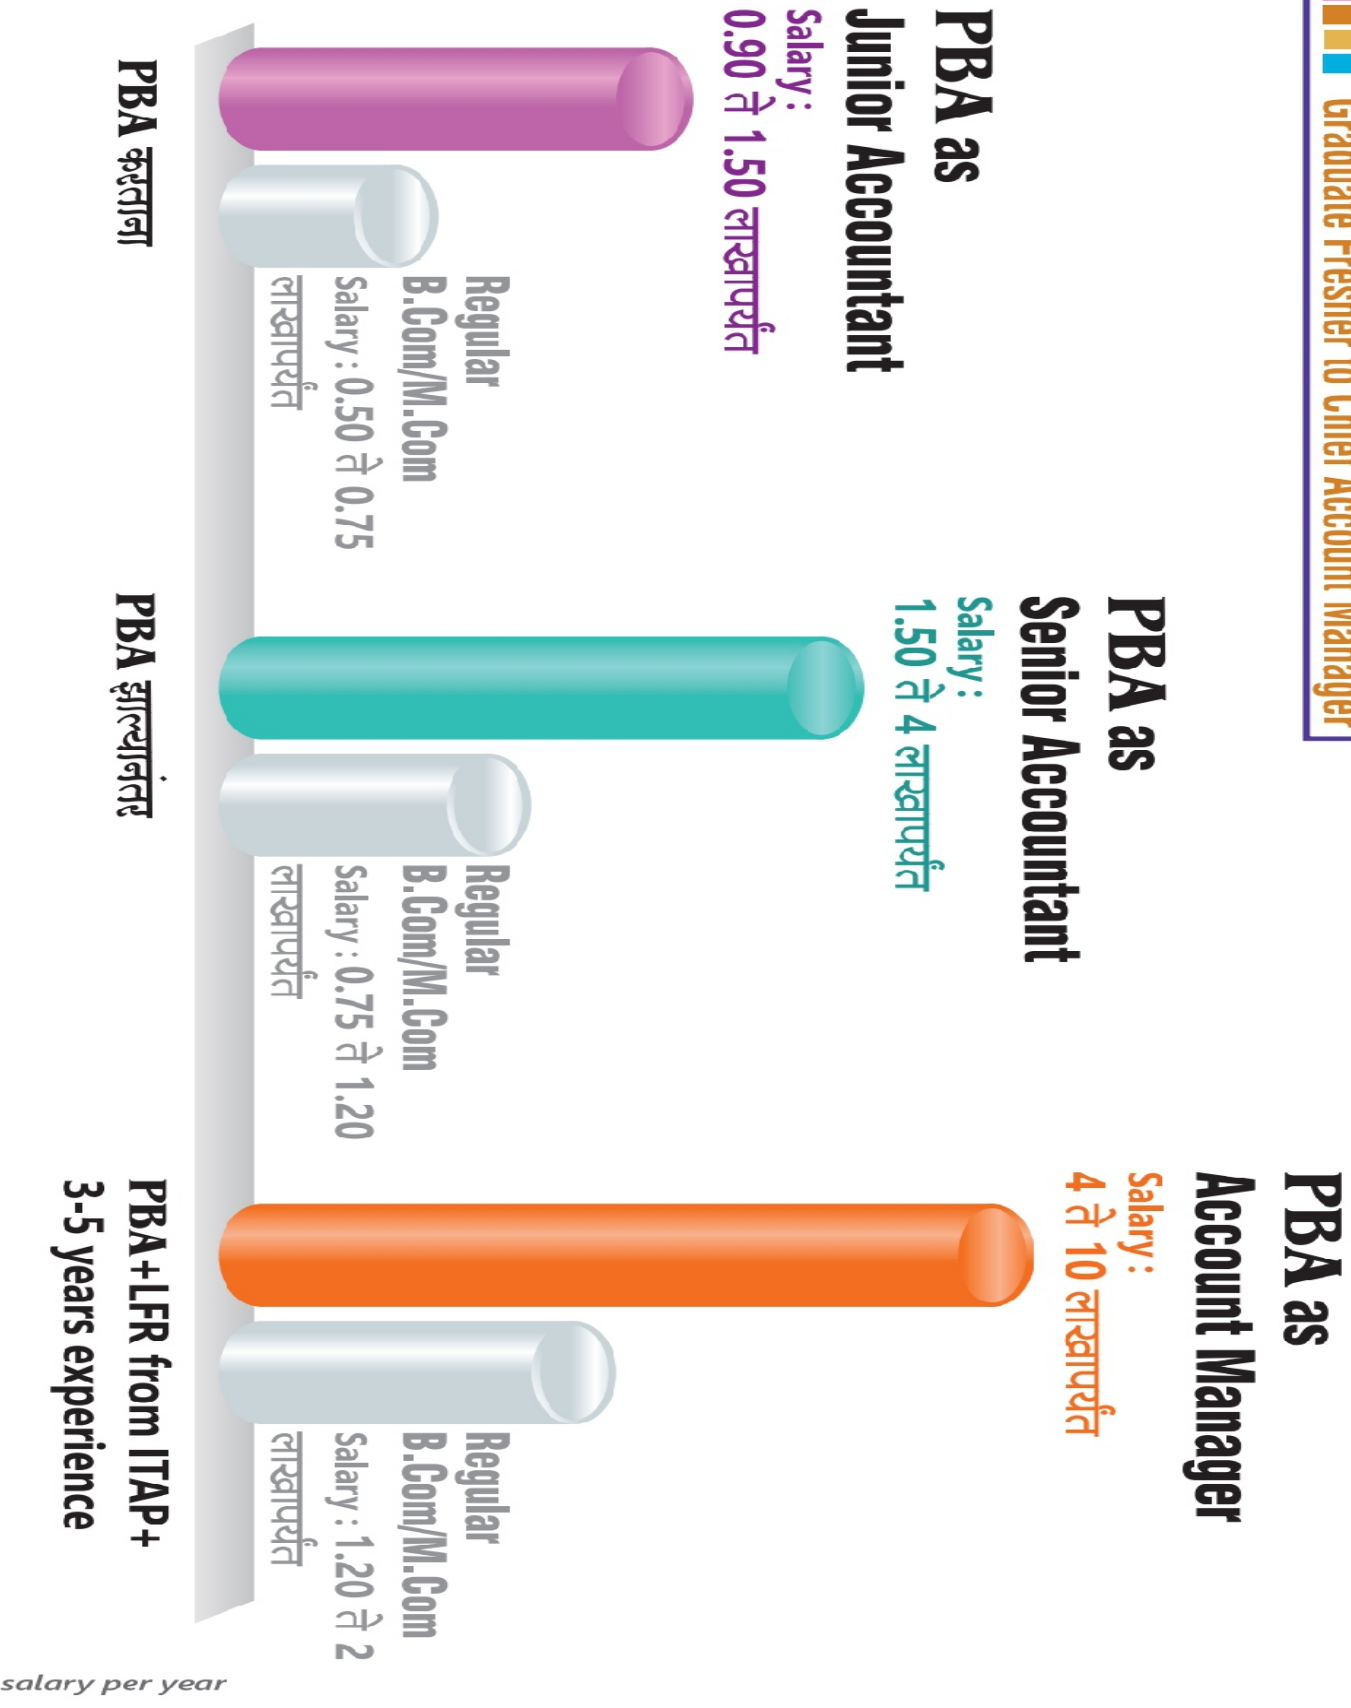 Graduate Fresher to Chief Account Manager
PBA as
Junior Accountant
Salary :
0.90 ते 1.50 लाखापर्यंत
Regular
B.Com/M.Com
Salary : 0.50 ते 0.75
लाखापर्यंत
PBA करताना
PBA as
Senior Accountant
Salary :
1.50 ते 4 लाखापर्यंत
Regular
B.Com/M.Com
Salary : 0.75 ते 1.20
लाखापर्यंत
PBA झाल्यानंतर
PBA as
Account Manager
Salary :
4 ते 10 लाखापर्यंत
Regular
B.Com/M.Com
Salary : 1.20 ते 2
लाखापर्यंत
PBA+LFR from ITAP+
3-5 years experience
salary per year